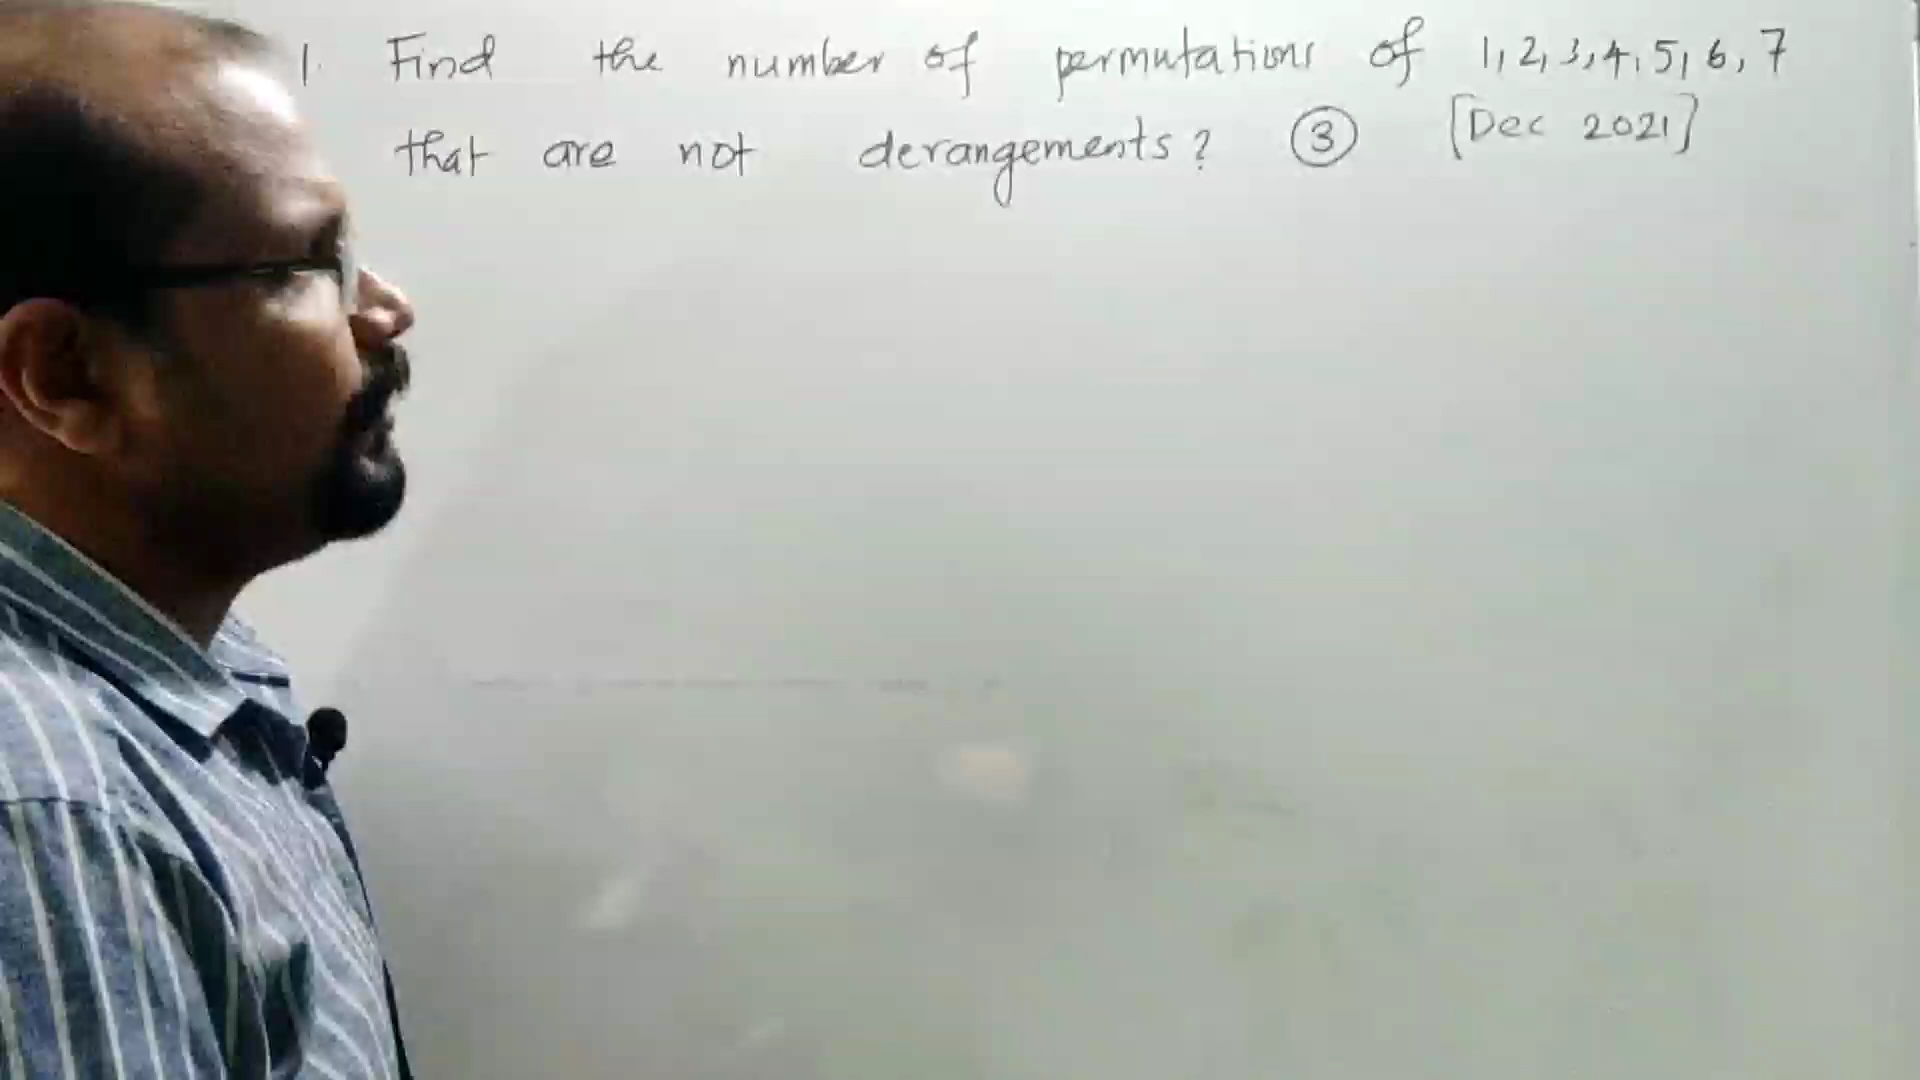 1. Find the number of permutations of 1,2,3,4,5,6,7
that are not derangements? ③ [Dec 2021]